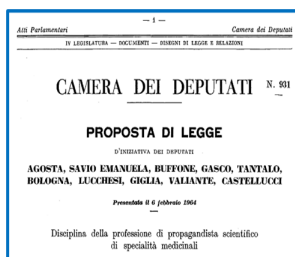 — 1 —
Atti Parlamentari Camera dei Deputati
IV LEGISLATURA — DOCUMENTI — DISEGNI DI LEGGE E RELAZIONI
CAMERA DEI DEPUTATI N. 931
PROPOSTA DI LEGGE
D'INIZIATIVA DEI DEPUTATI
AGOSTA, SAVIO EMANUELA, BUFFONE, GASCO, TANTALO,
BOLOGNA, LUCCHESI, GIGLIA, VALIANTE, CASTELLUCCI
Presentata il 6 febbraio 1964
Disciplina della professione di propagandista scientifico
di specialità medicinali